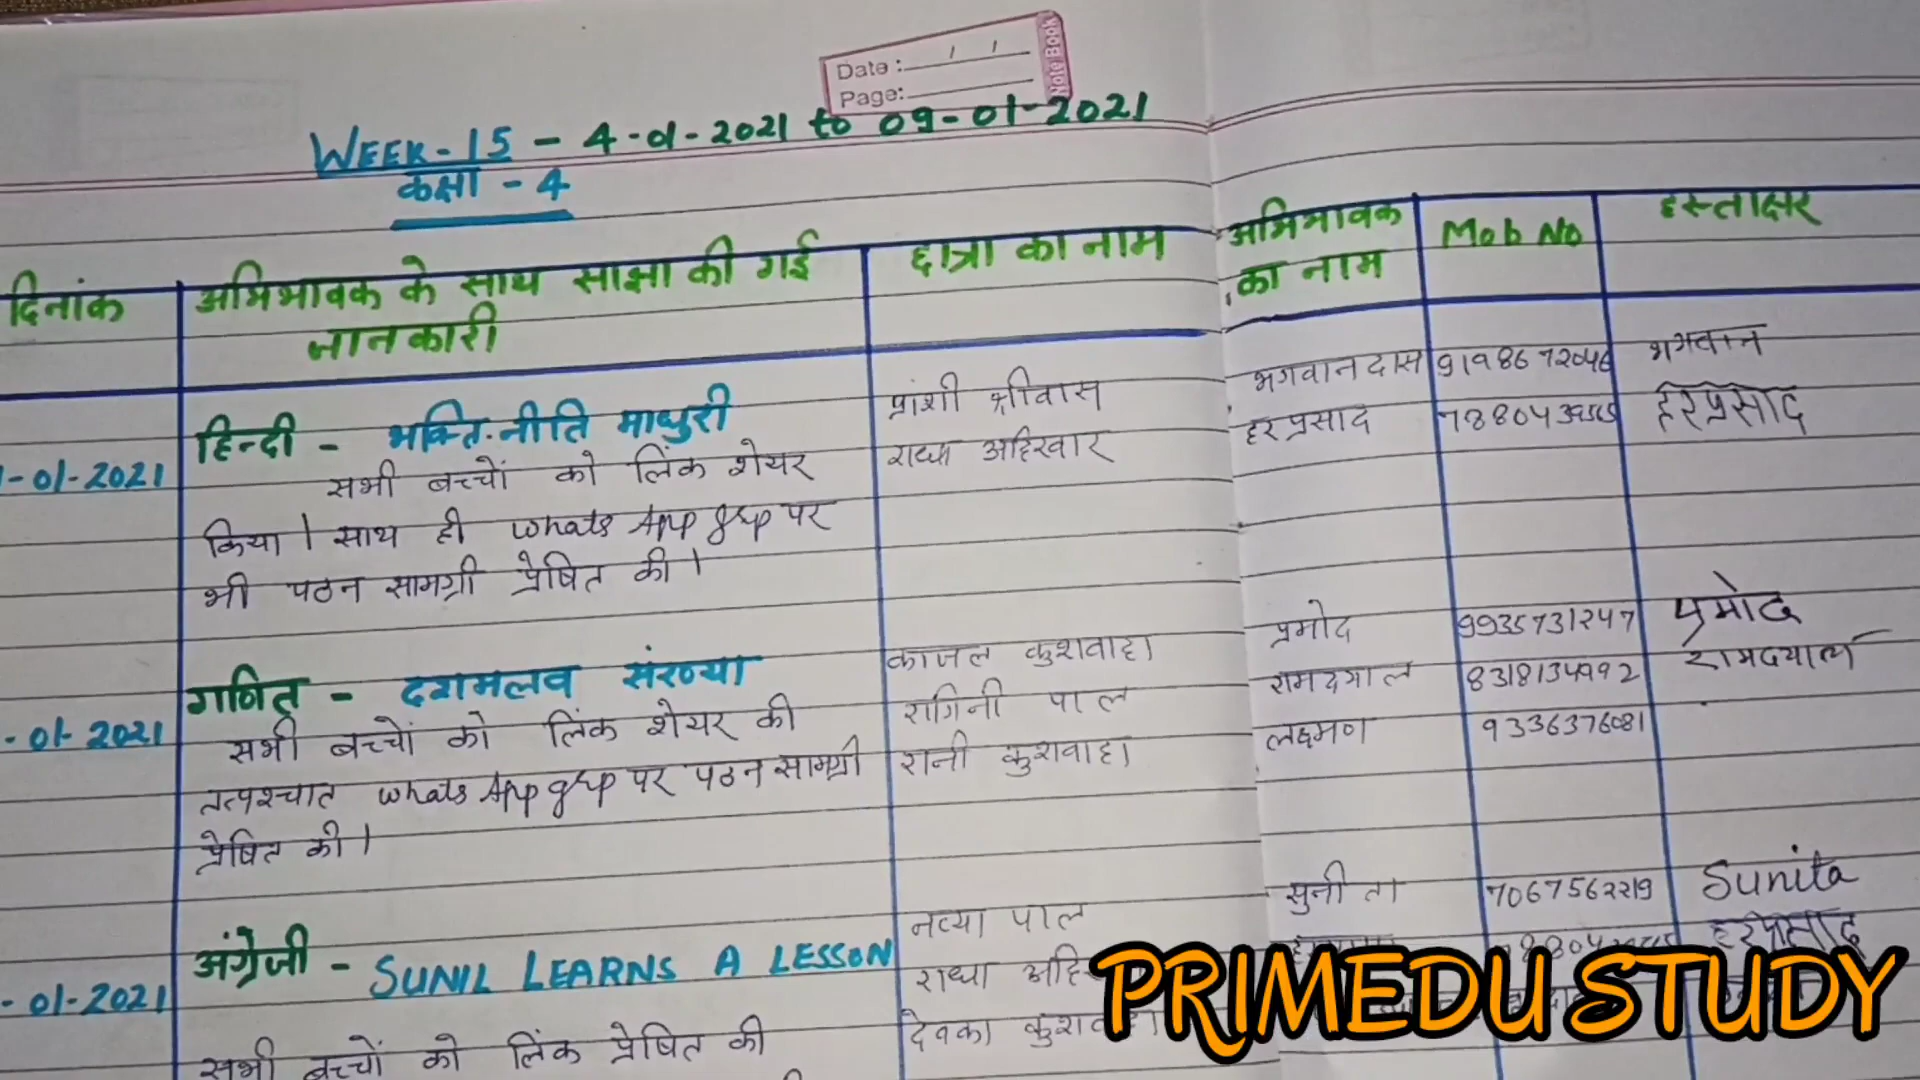 Date :
Page:
Note Book
WEEK-15 - 4-01-2021 to 09-01-2021
कक्षा - 4
दिनांक
अभिभावक के साथ साझा की गई
जानकारी
छात्रा का नाम
अभिभावक
का नाम
Mob No
हस्ताक्षर
-01-2021
हिन्दी - भक्ति-नीति माधुरी
सभी बच्चों को लिंक शेयर
किया। साथ ही whats App grp पर
भी पठन सामग्री प्रेषित की।
प्रांशी श्रीवास
राधा अहिरवार
भगवानदास
हरप्रसाद
भगवान
हरप्रसाद
-01-2021
गणित - दशमलव संख्या
सभी बच्चों को लिंक शेयर की
तत्पश्चात whats App grp पर पठन सामग्री
प्रेषित की।
काजल कुशवाहा
रागिनी पाल
रानी कुशवाहा
प्रमोद 9935731247 प्रमोद
रामदयाल रामदयाल
लक्ष्मण
-01-2021
अंग्रेजी - SUNIL LEARNS A LESSON
सभी बच्चों को लिंक प्रेषित की
नव्या पाल
राधा
सुनीता 7067562219 Sunita
हरप्रसाद
PRIMEDU STUDY